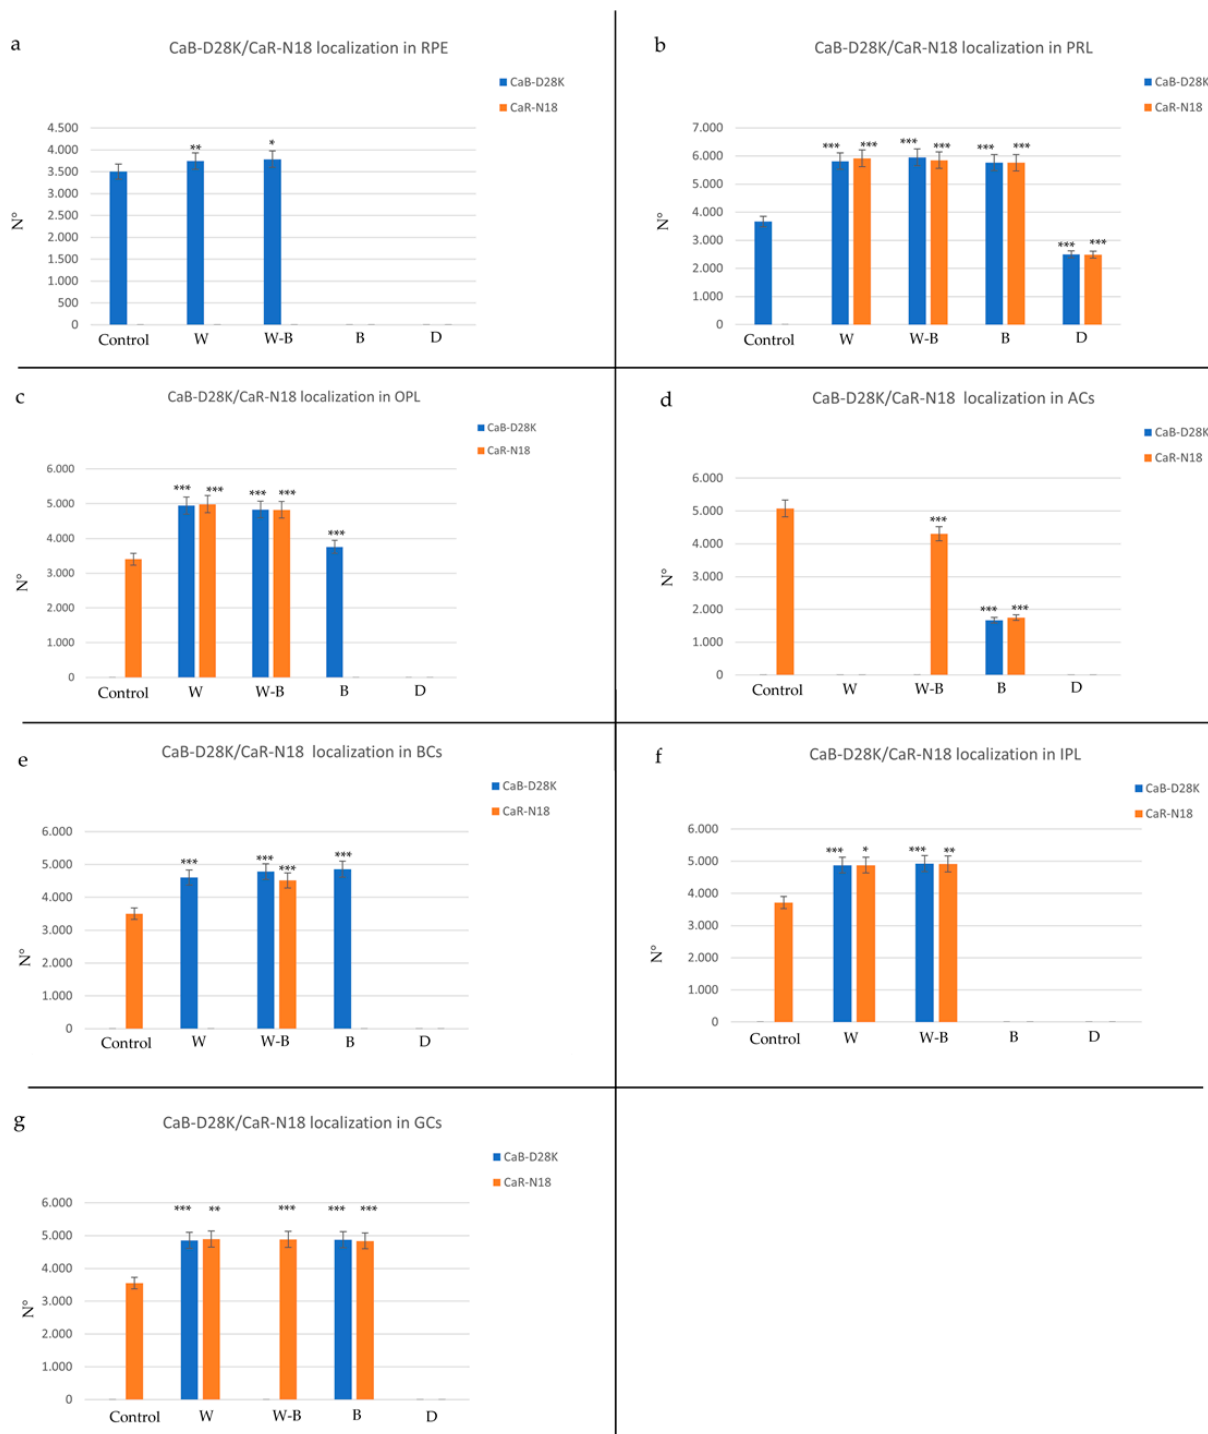 a
CaB-D28K/CaR-N18 localization in RPE
CaB-D28K
CaR-N18
4.500
4.000
3.500
3.000
2.500
2.000
1.500
1.000
500
0
N°
** *
Control W W-B B D
b
CaB-D28K/CaR-N18 localization in PRL
CaB-D28K
CaR-N18
7.000
6.000
5.000
4.000
3.000
2.000
1.000
0
N°
*** *** *** *** *** *** *** ***
Control W W-B B D
c
CaB-D28K/CaR-N18 localization in OPL
CaB-D28K
CaR-N18
6.000
5.000
4.000
3.000
2.000
1.000
0
N°
*** *** *** *** ***
Control W W-B B D
d
CaB-D28K/CaR-N18 localization in ACs
CaB-D28K
CaR-N18
6.000
5.000
4.000
3.000
2.000
1.000
0
N°
*** *** ***
Control W W-B B D
e
CaB-D28K/CaR-N18 localization in BCs
CaB-D28K
CaR-N18
6.000
5.000
4.000
3.000
2.000
1.000
0
N°
*** *** *** ***
Control W W-B B D
f
CaB-D28K/CaR-N18 localization in IPL
CaB-D28K
CaR-N18
6.000
5.000
4.000
3.000
2.000
1.000
0
N°
*** * *** **
Control W W-B B D
g
CaB-D28K/CaR-N18 localization in GCs
CaB-D28K
CaR-N18
6.000
5.000
4.000
3.000
2.000
1.000
0
N°
*** ** *** *** ***
Control W W-B B D